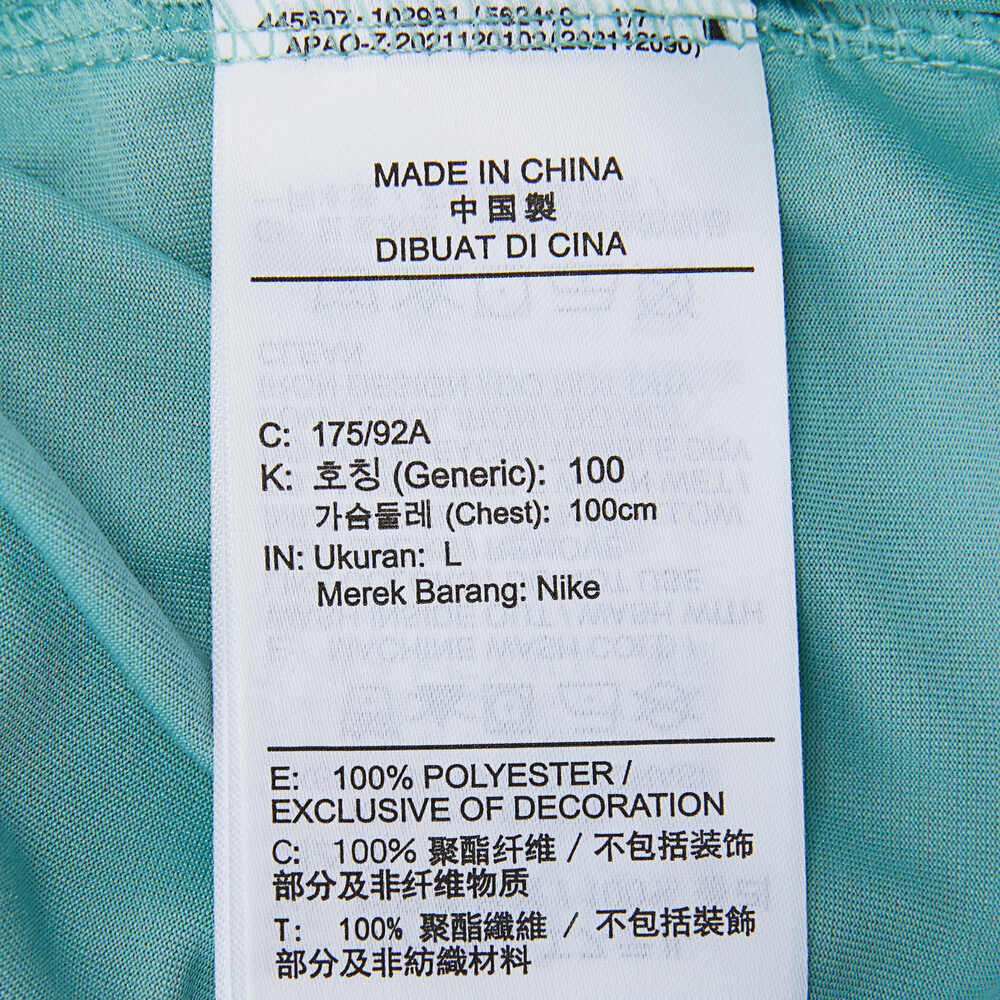 MADE IN CHINA
中国製
DIBUAT DI CINA
C: 175/92A
K: 호칭 (Generic): 100
가슴둘레 (Chest): 100cm
IN: Ukuran: L
Merek Barang: Nike
E: 100% POLYESTER /
EXCLUSIVE OF DECORATION
C: 100% 聚酯纤维 / 不包括装饰
部分及非纤维物质
T: 100% 聚酯纖維 / 不包括裝飾
部分及非紡織材料